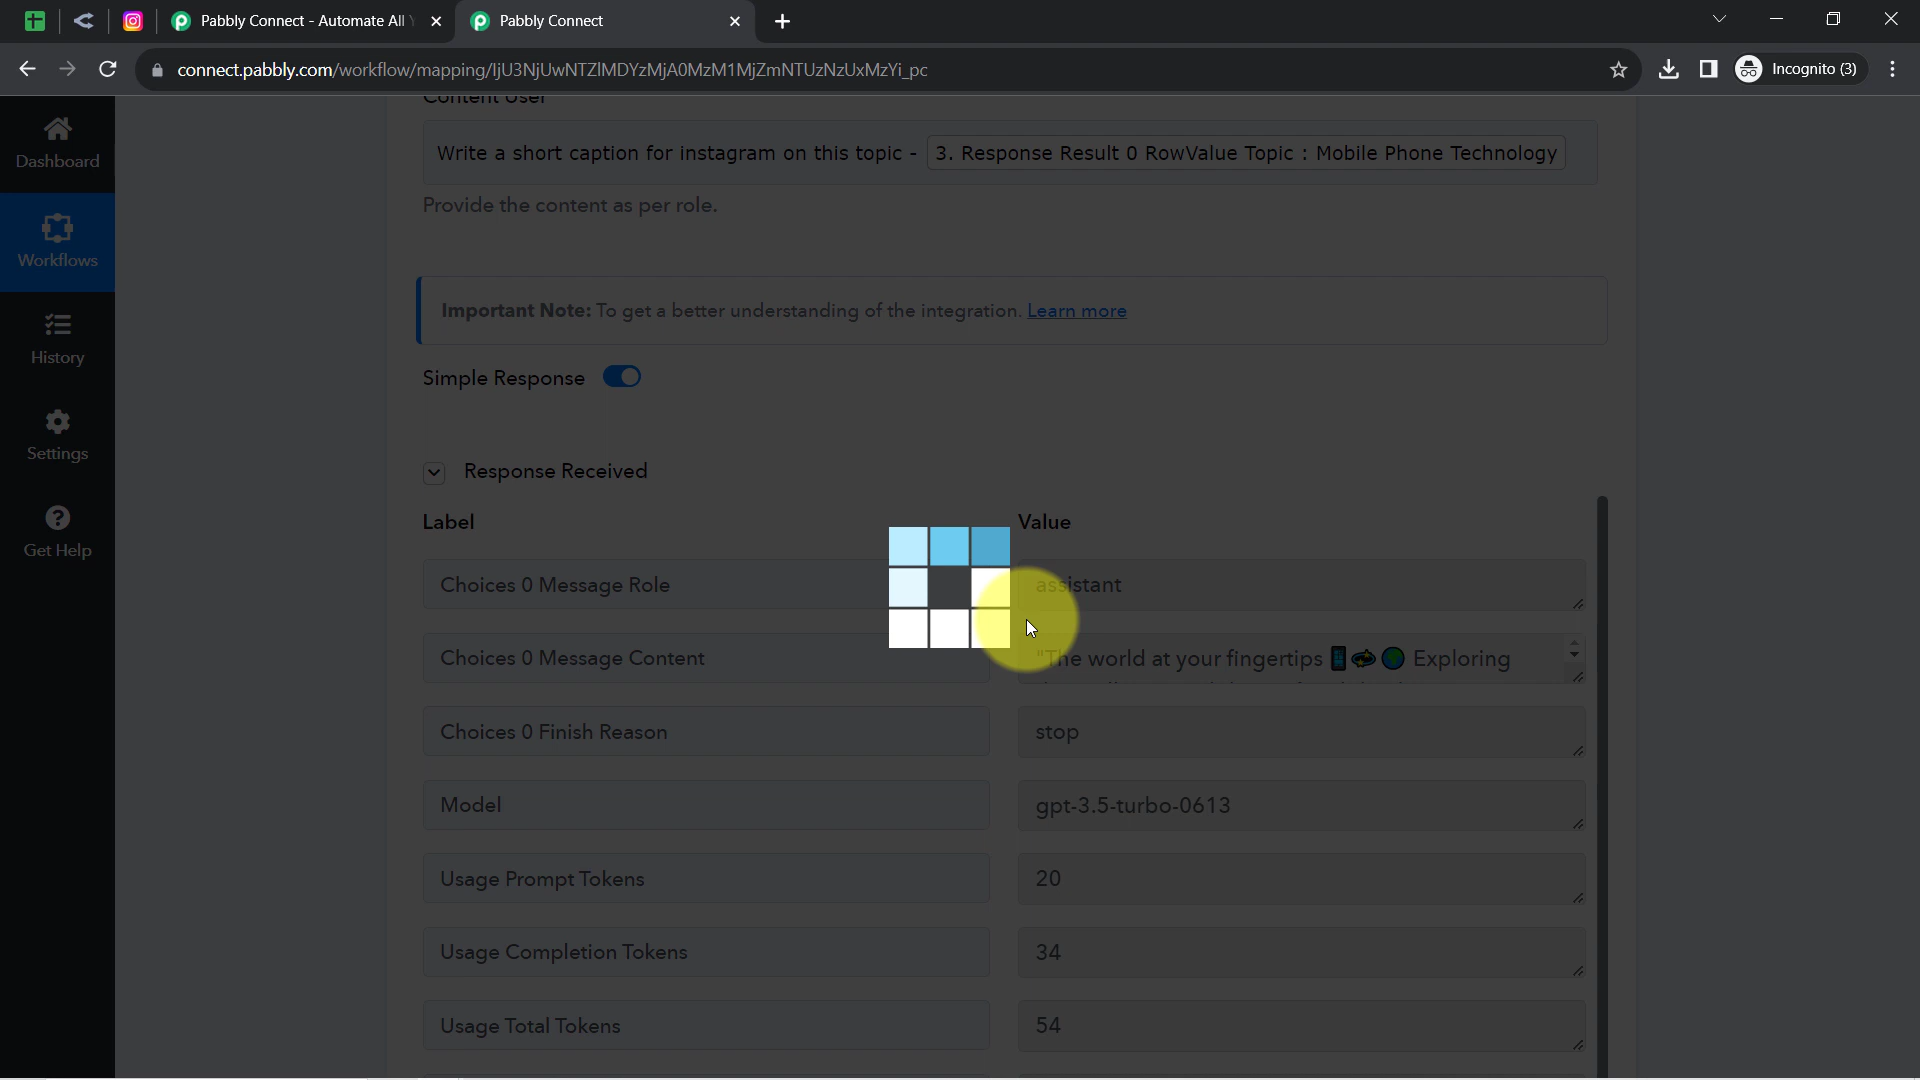 Pabbly Connect - Automate All
Pabbly Connect
connect.pabbly.com/workflow/mapping/IjU3NjUwNTZlMDYzMjA0MzM1MjZmNTUzNzUxMzYi_pc
Incognito (3)
Content User
Dashboard
Write a short caption for instagram on this topic - 3. Response Result 0 RowValue Topic : Mobile Phone Technology
Provide the content as per role.
Workflows
Important Note: To get a better understanding of the integration. Learn more
History
Simple Response
Settings
Response Received
Label Value
Get Help
Choices 0 Message Role assistant
Choices 0 Message Content "The world at your fingertips 📱💫🌍 Exploring
Choices 0 Finish Reason stop
Model gpt-3.5-turbo-0613
Usage Prompt Tokens 20
Usage Completion Tokens 34
Usage Total Tokens 54